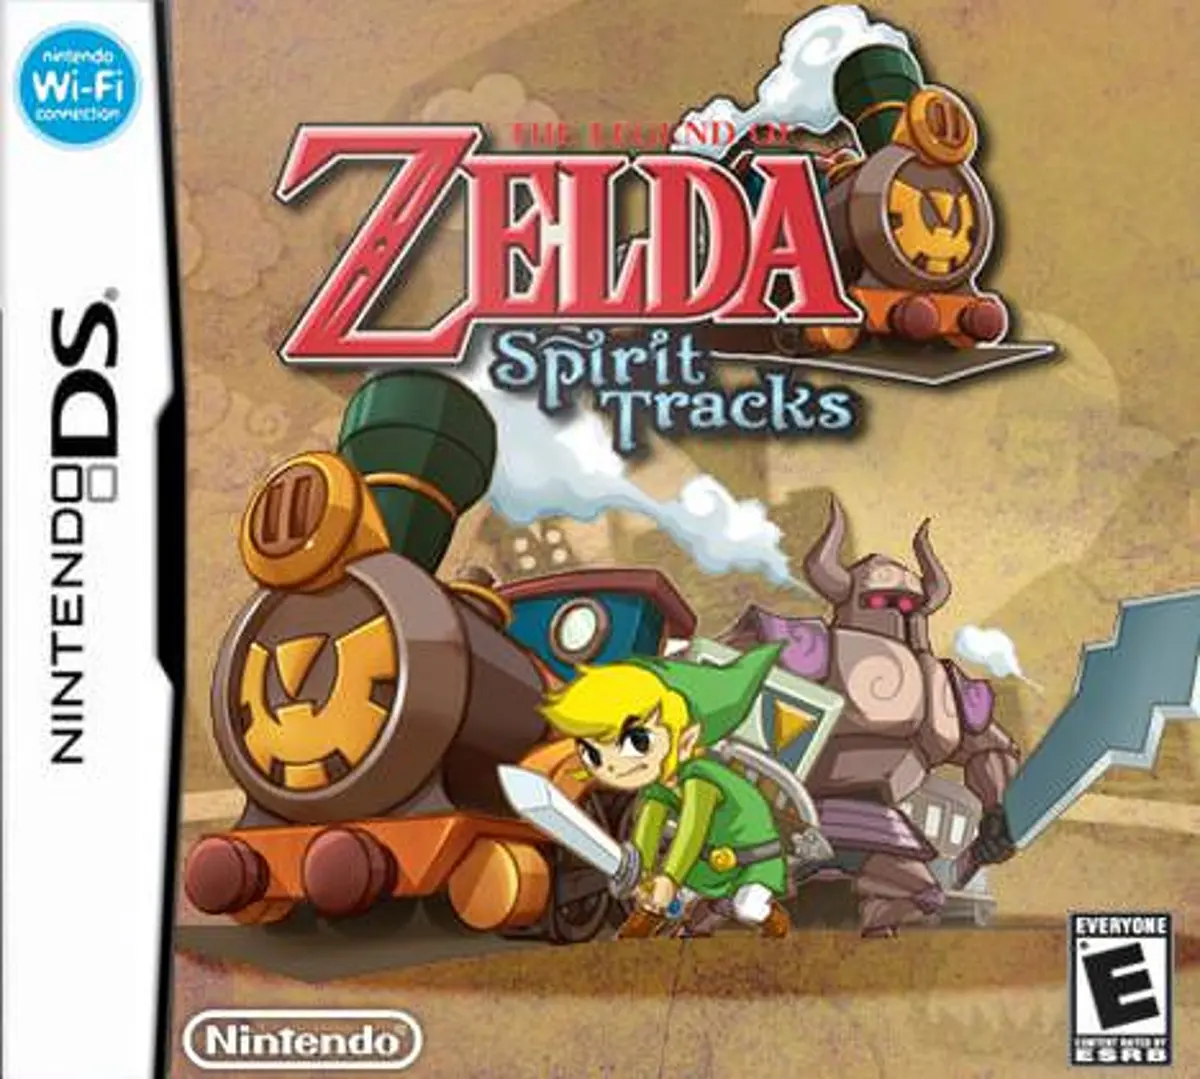 nintendo
Wi-Fi
connection
NINTENDO DS
THE LEGEND OF
ZELDA
Spirit
Tracks
Nintendo
EVERYONE
E
CONTENT RATED BY
ESRB